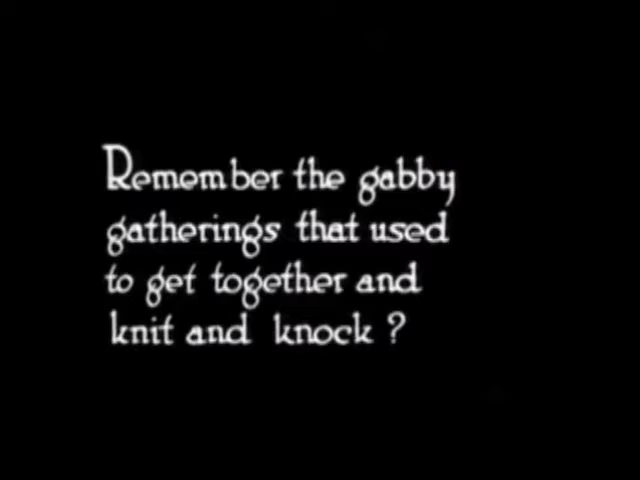 Remember the gabby
gatherings that used
to get together and
knit and knock?